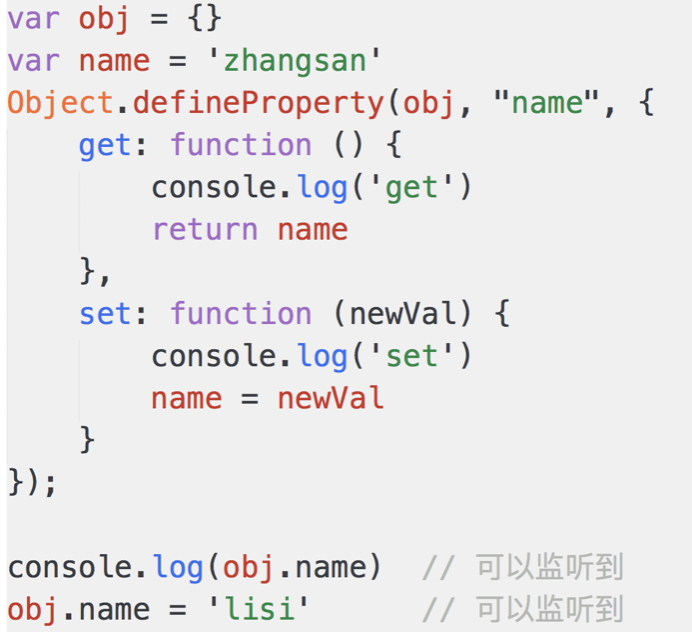 var obj = {}
var name = 'zhangsan'
Object.defineProperty(obj, "name", {
    get: function () {
        console.log('get')
        return name
    },
    set: function (newVal) {
        console.log('set')
        name = newVal
    }
});

console.log(obj.name)  // 可以监听到
obj.name = 'lisi'      // 可以监听到